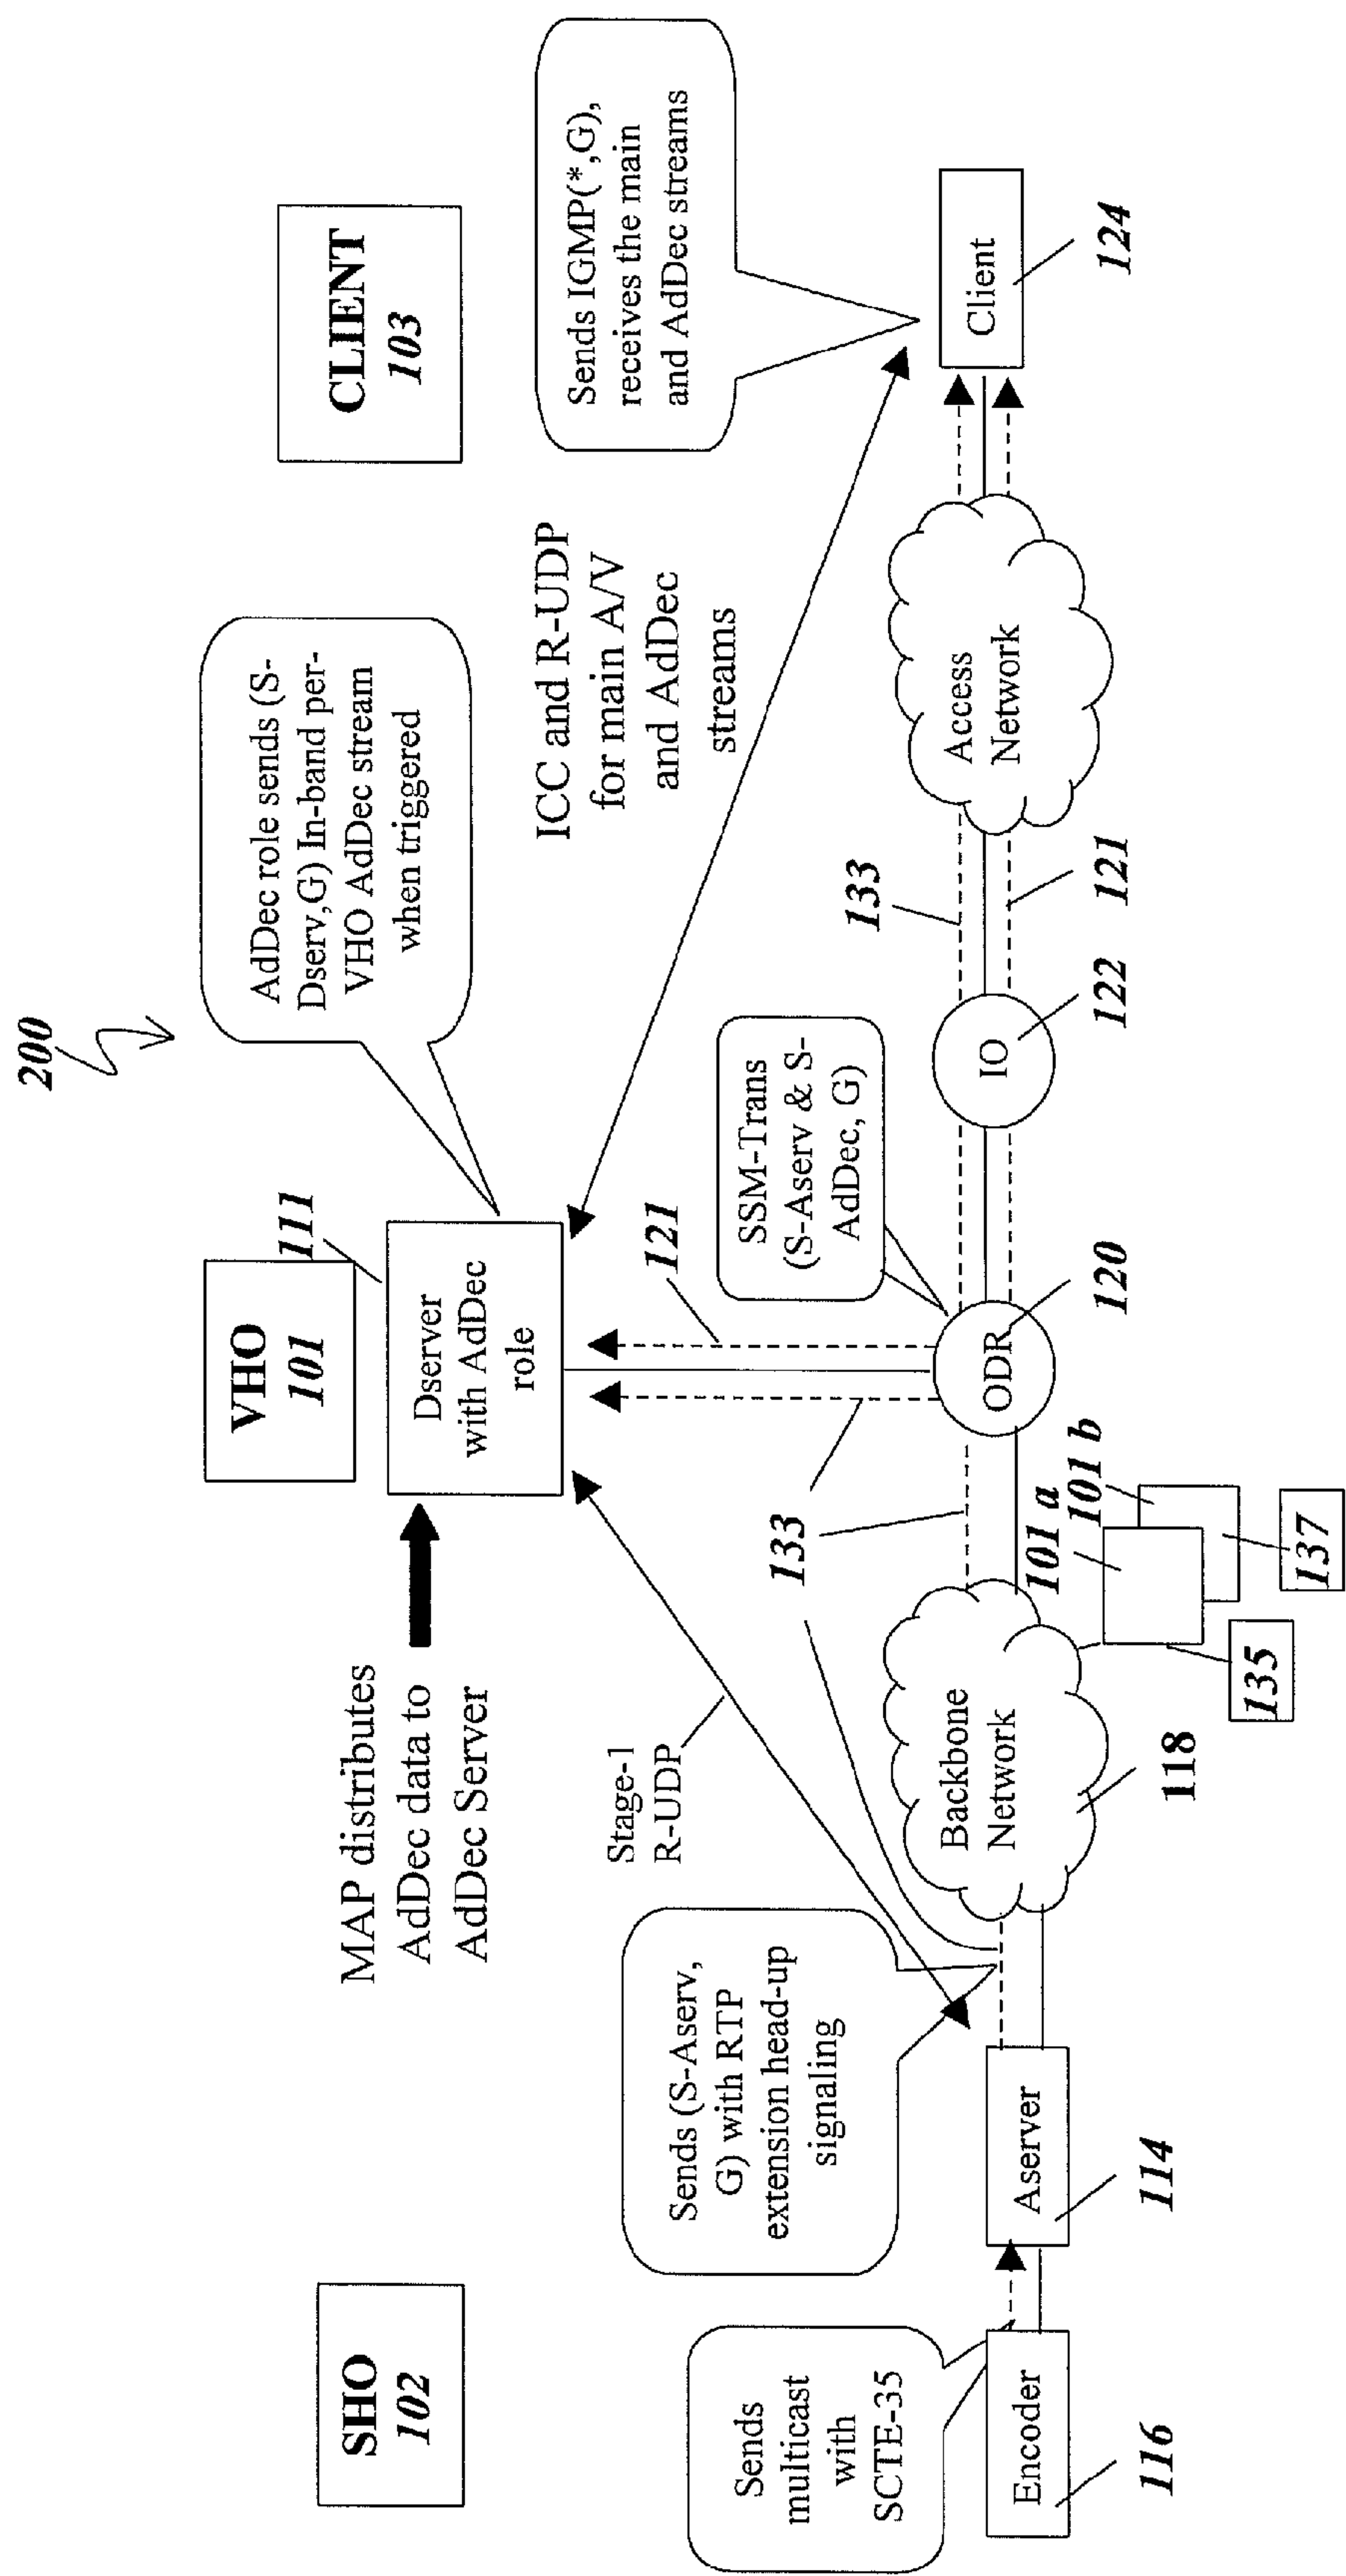 200
SHO
102
VHO
101
CLIENT
103
MAP distributes
AdDec data to
AdDec Server
111
Dserver
with AdDec
role
AdDec role sends (S-
Dserv,G) In-band per-
VHO AdDec stream
when triggered
Sends IGMP(*,G),
receives the main
and AdDec streams
ICC and R-UDP
for main A/V
and AdDec
streams
Stage-1
R-UDP
121
133
SSM-Trans
(S-Aserv & S-
AdDec, G)
Sends
multicast
with
SCTE-35
Sends (S-Aserv,
G) with RTP
extension head-up
signaling
133
Encoder
116
Aserver
114
Backbone
Network
118
101 a
101 b
135
137
ODR
120
IO
122
121
Access
Network
Client
124